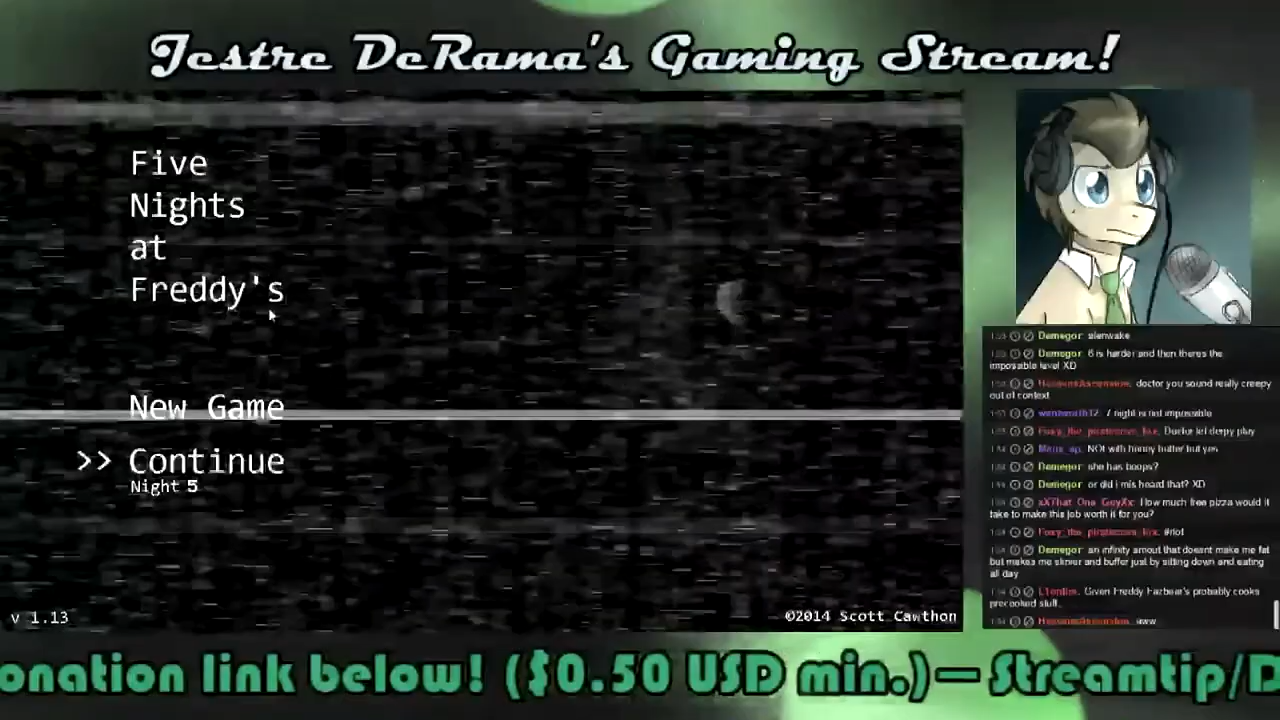 Jestre DeRama's Gaming Stream!
Five
Nights
at
Freddy's
New Game
>> Continue
Night 5
v 1.13
©2014 Scott Cawthon
Demegor: alenwake
Demegor: 6 is harder and then theres the
impossible level XD
doctor you sound really creepy
out of context
7 night is not impossible
Doctor let derpy play
NOt with honey butter but yes
Demegor: she has boops?
Demegor: or did i mis heard that? XD
xXThat_One_GuyXx: How much free pizza would it
take to make this job worth it for you?
#riot
Demegor: an infinity amout that doesnt make me fat
but makes me slimer and buffer just by sitting down and eating
all day
Given Freddy Fazbear's probably cooks
precooked stuff.
aww
onation link below! ($0.50 USD min.) — Streamtip/D